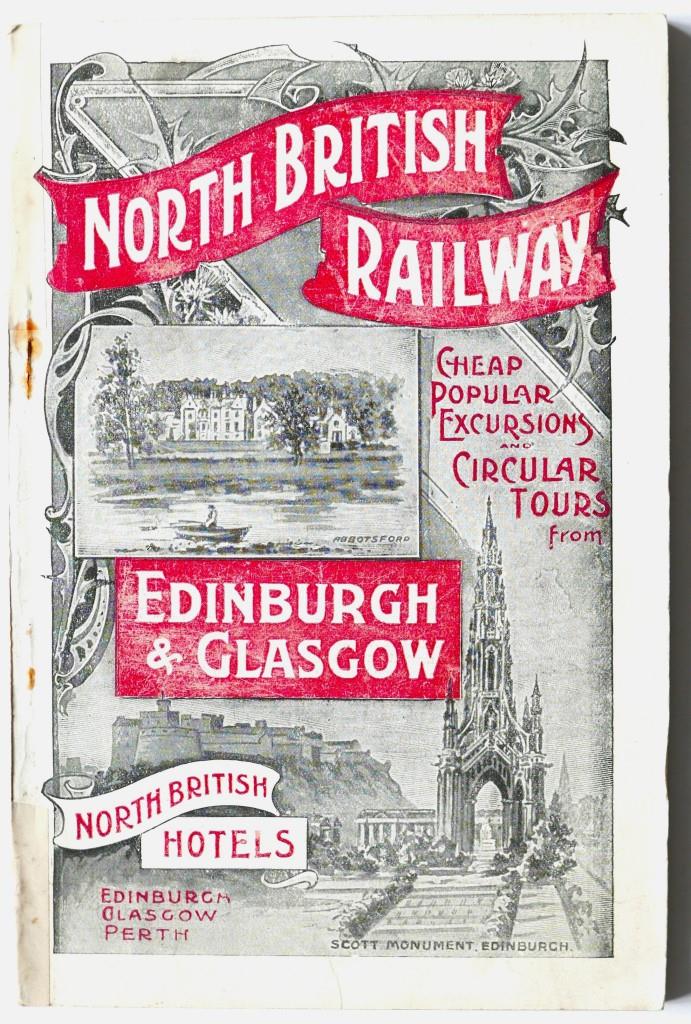 NORTH BRITISH
RAILWAY
CHEAP
POPULAR
EXCURSIONS
AND
CIRCULAR
TOURS
from
ABBOTSFORD
EDINBURGH
& GLASGOW
NORTH BRITISH
HOTELS
EDINBURGH
GLASGOW
PERTH
SCOTT MONUMENT, EDINBURGH.